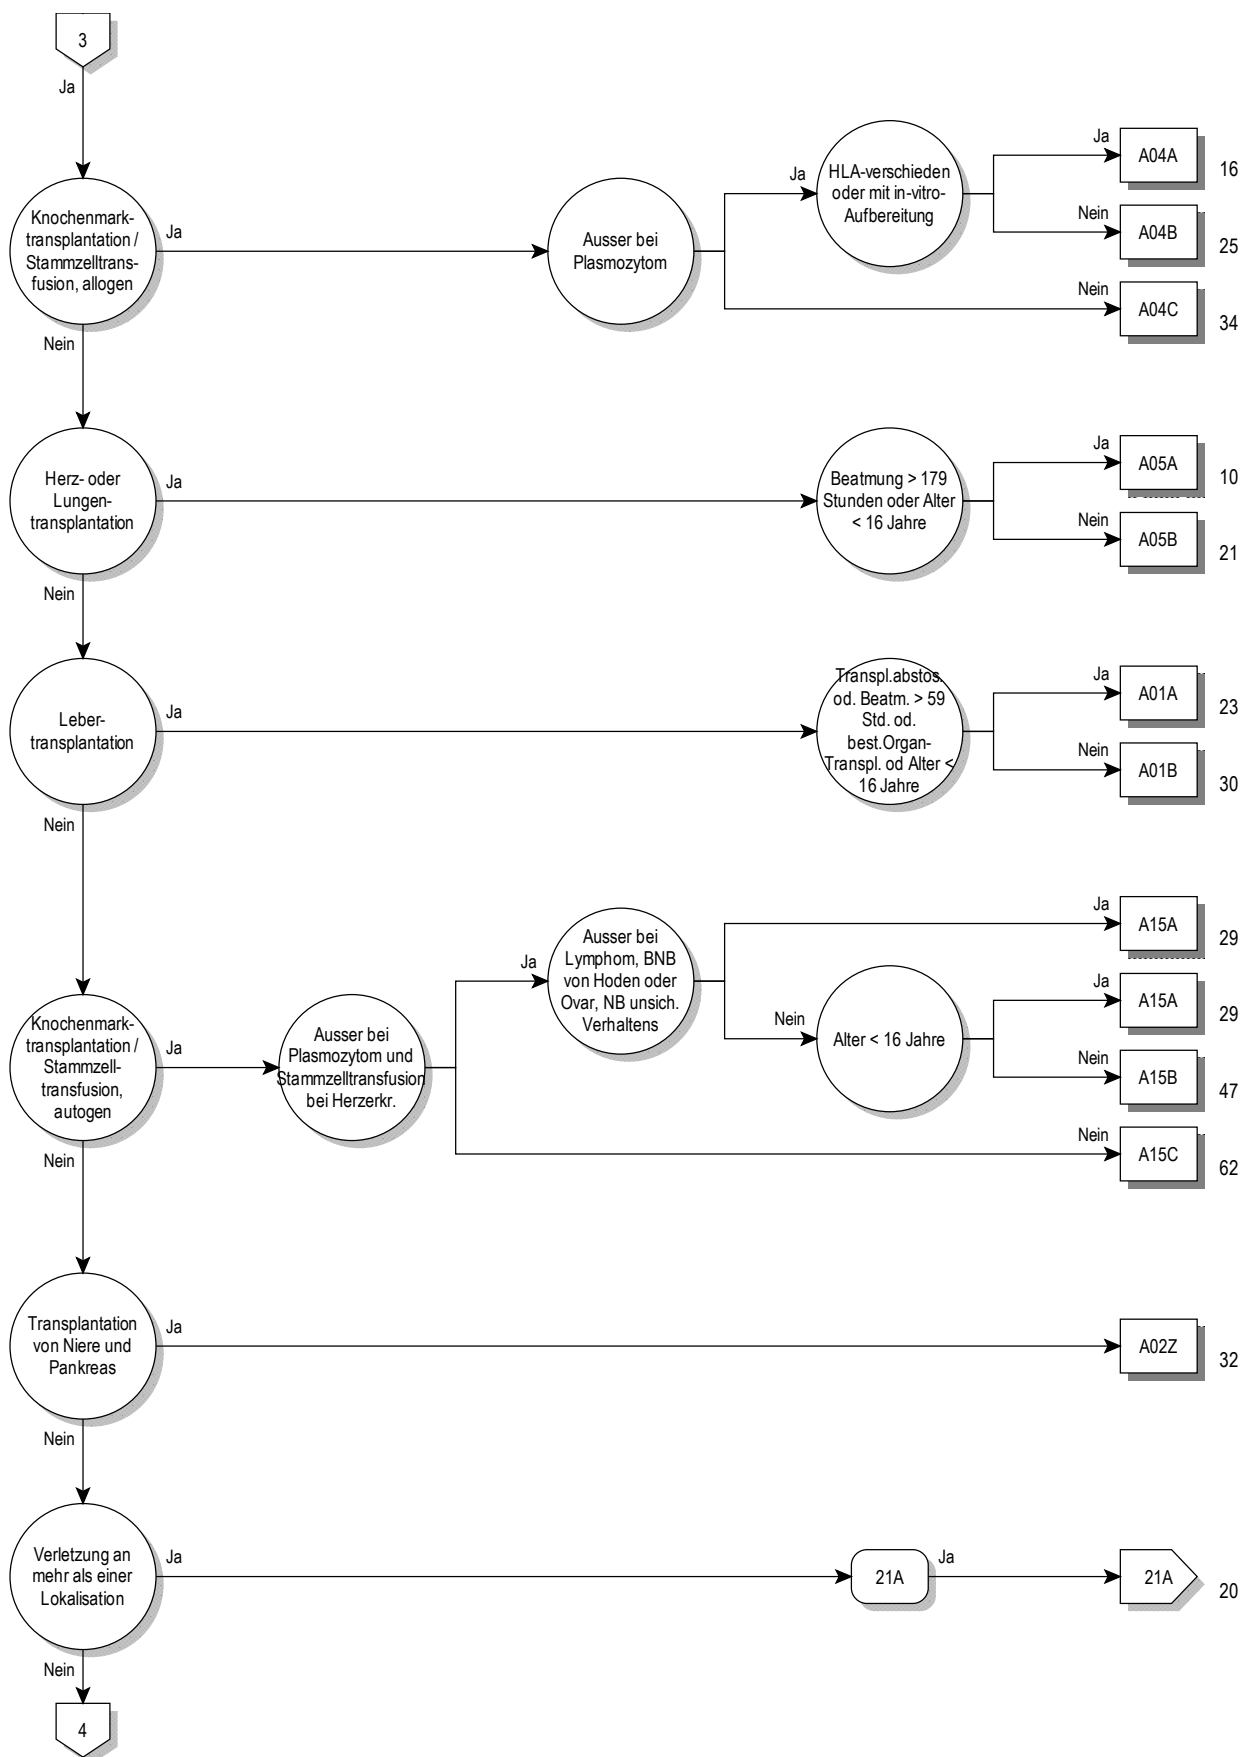 3
Ja
Knochenmark-
transplantation /
Stammzelltrans-
fusion, allogen
Ja
Ausser bei
Plasmozytom
Ja
HLA-verschieden
oder mit in-vitro-
Aufbereitung
Ja
A04A
16
Nein
A04B
25
Nein
A04C
34
Nein
Herz- oder
Lungen-
transplantation
Ja
Beatmung > 179
Stunden oder Alter
< 16 Jahre
Ja
A05A
10
Nein
A05B
21
Nein
Leber-
transplantation
Ja
Transpl.abstos.
od. Beatm. > 59
Std. od.
best.Organ-
Transpl. od Alter <
16 Jahre
Ja
A01A
23
Nein
A01B
30
Nein
Knochenmark-
transplantation /
Stammzell-
transfusion,
autogen
Ja
Ausser bei
Plasmozytom und
Stammzelltransfusion
bei Herzerkr.
Ja
Ausser bei
Lymphom, BNB
von Hoden oder
Ovar, NB unsich.
Verhaltens
Ja
A15A
29
Nein
Alter < 16 Jahre
Ja
A15A
29
Nein
A15B
47
Nein
A15C
62
Nein
Transplantation
von Niere und
Pankreas
Ja
A02Z
32
Nein
Verletzung an
mehr als einer
Lokalisation
Ja
21A
Ja
21A
20
Nein
4